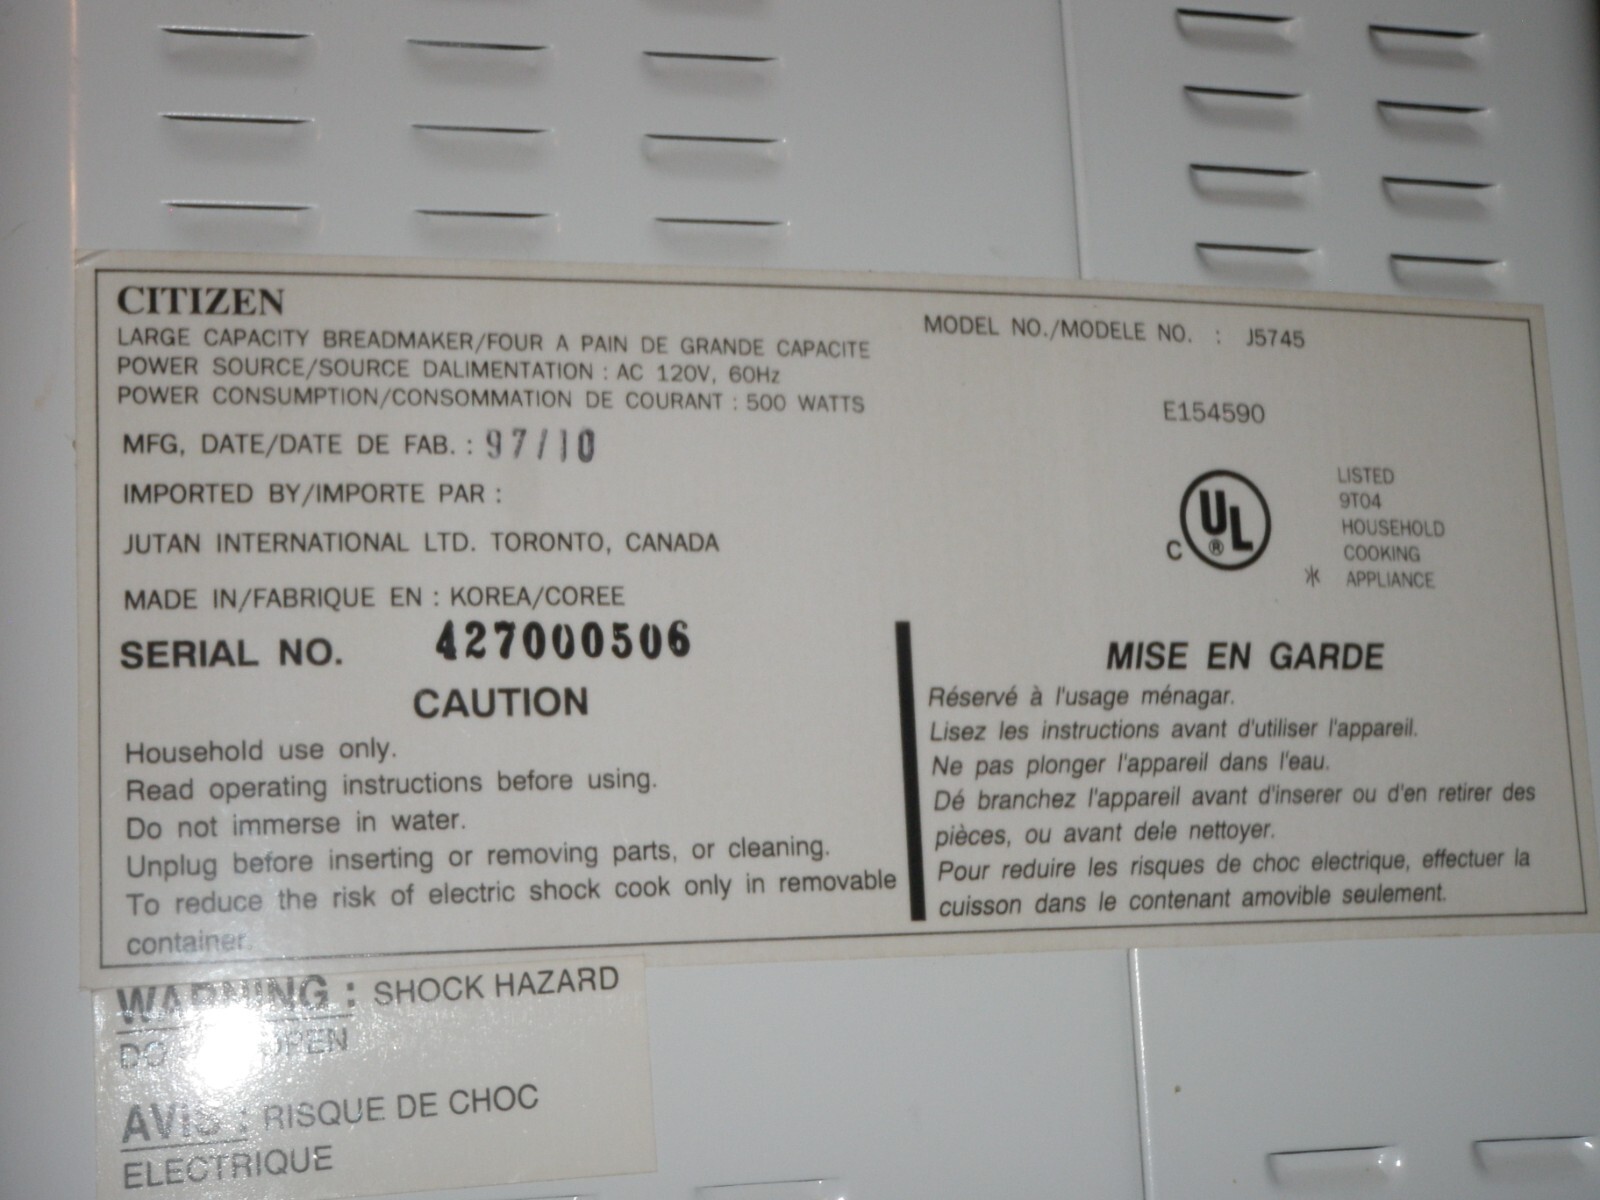 CITIZEN
LARGE CAPACITY BREADMAKER/FOUR A PAIN DE GRANDE CAPACITE
POWER SOURCE/SOURCE DALIMENTATION : AC 120V, 60Hz
POWER CONSUMPTION/CONSOMMATION DE COURANT : 500 WATTS
MFG, DATE/DATE DE FAB. : 97/10
IMPORTED BY/IMPORTE PAR :
JUTAN INTERNATIONAL LTD. TORONTO, CANADA
MADE IN/FABRIQUE EN : KOREA/COREE
SERIAL NO. 427000506
MODEL NO./MODELE NO. : J5745
E154590
C UL ®
LISTED
9T04
HOUSEHOLD
COOKING
* APPLIANCE
CAUTION
Household use only.
Read operating instructions before using.
Do not immerse in water.
Unplug before inserting or removing parts, or cleaning.
To reduce the risk of electric shock cook only in removable
container.
MISE EN GARDE
Réservé à l'usage ménagar.
Lisez les instructions avant d'utiliser l'appareil.
Ne pas plonger l'appareil dans l'eau.
Dé branchez l'appareil avant d'inserer ou d'en retirer des
pièces, ou avant dele nettoyer.
Pour reduire les risques de choc electrique, effectuer la
cuisson dans le contenant amovible seulement.
WARNING : SHOCK HAZARD
DO OPEN
AVIS : RISQUE DE CHOC
ELECTRIQUE